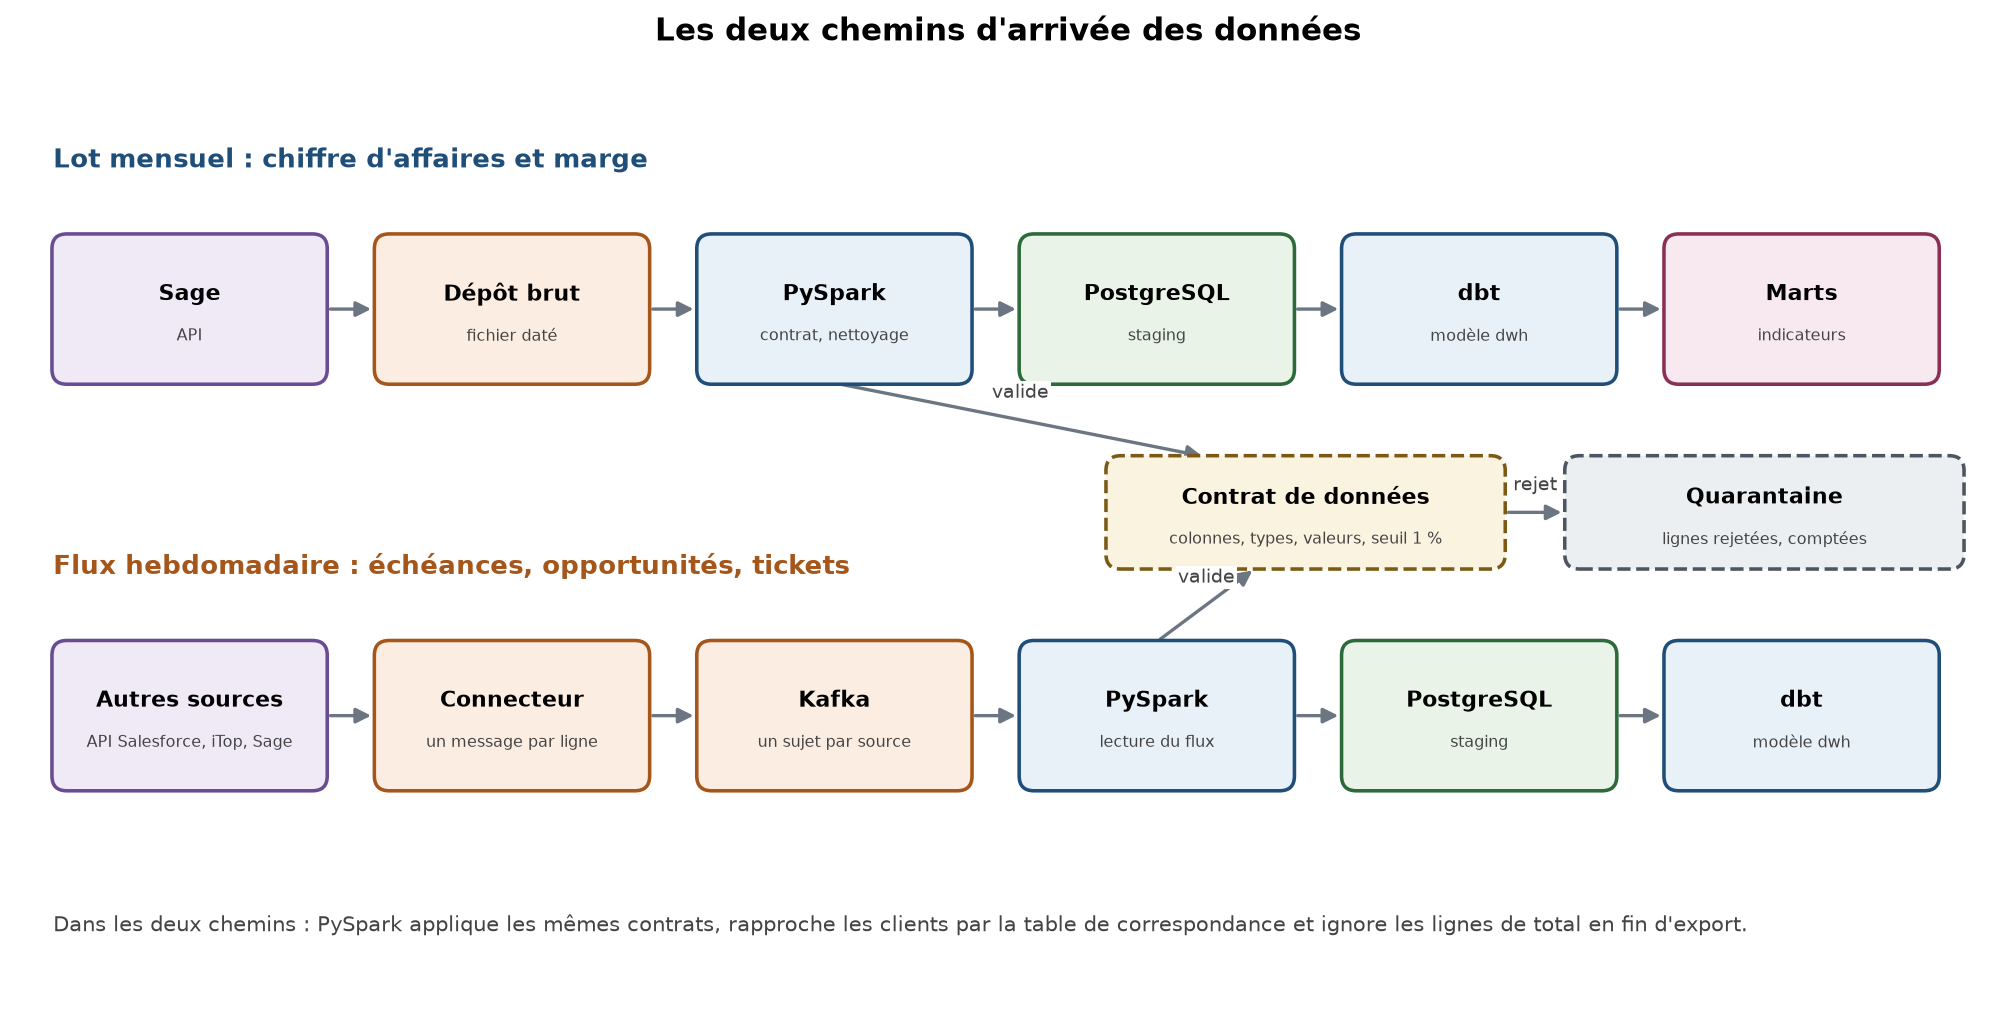 Les deux chemins d'arrivée des données
Lot mensuel : chiffre d'affaires et marge
Sage
API
Dépôt brut
fichier daté
PySpark
contrat, nettoyage
PostgreSQL
staging
dbt
modèle dwh
Marts
indicateurs
valide
Contrat de données
colonnes, types, valeurs, seuil 1 %
rejet
Quarantaine
lignes rejetées, comptées
valide
Flux hebdomadaire : échéances, opportunités, tickets
Autres sources
API Salesforce, iTop, Sage
Connecteur
un message par ligne
Kafka
un sujet par source
PySpark
lecture du flux
PostgreSQL
staging
dbt
modèle dwh
Dans les deux chemins : PySpark applique les mêmes contrats, rapproche les clients par la table de correspondance et ignore les lignes de total en fin d'export.